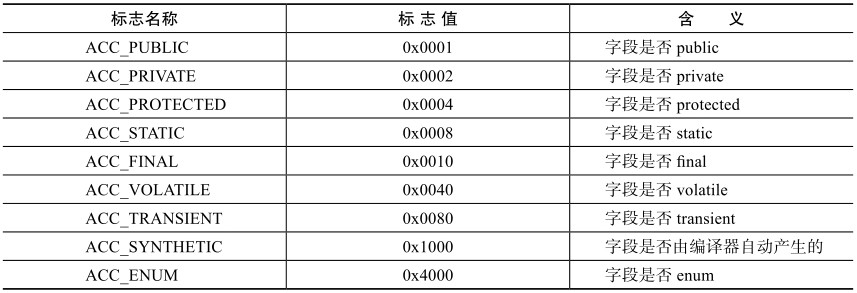 标志名称 标 志 值 含 义
ACC_PUBLIC 0x0001 字段是否 public
ACC_PRIVATE 0x0002 字段是否 private
ACC_PROTECTED 0x0004 字段是否 protected
ACC_STATIC 0x0008 字段是否 static
ACC_FINAL 0x0010 字段是否 final
ACC_VOLATILE 0x0040 字段是否 volatile
ACC_TRANSIENT 0x0080 字段是否 transient
ACC_SYNTHETIC 0x1000 字段是否由编译器自动产生的
ACC_ENUM 0x4000 字段是否 enum